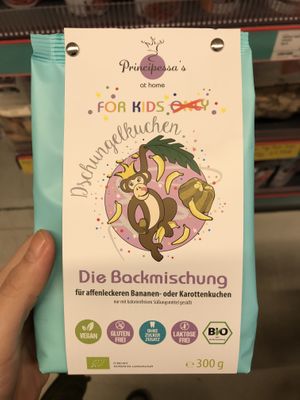 Principessa's
at home
FOR KIDS ONLY
Dschungelkuchen
Die Backmischung
für affenleckeren Bananen- oder Karottenkuchen
VEGAN
GLUTEN FREI
OHNE ZUCKER ZUSATZ
LAKTOSE FREI
BIO
300 g